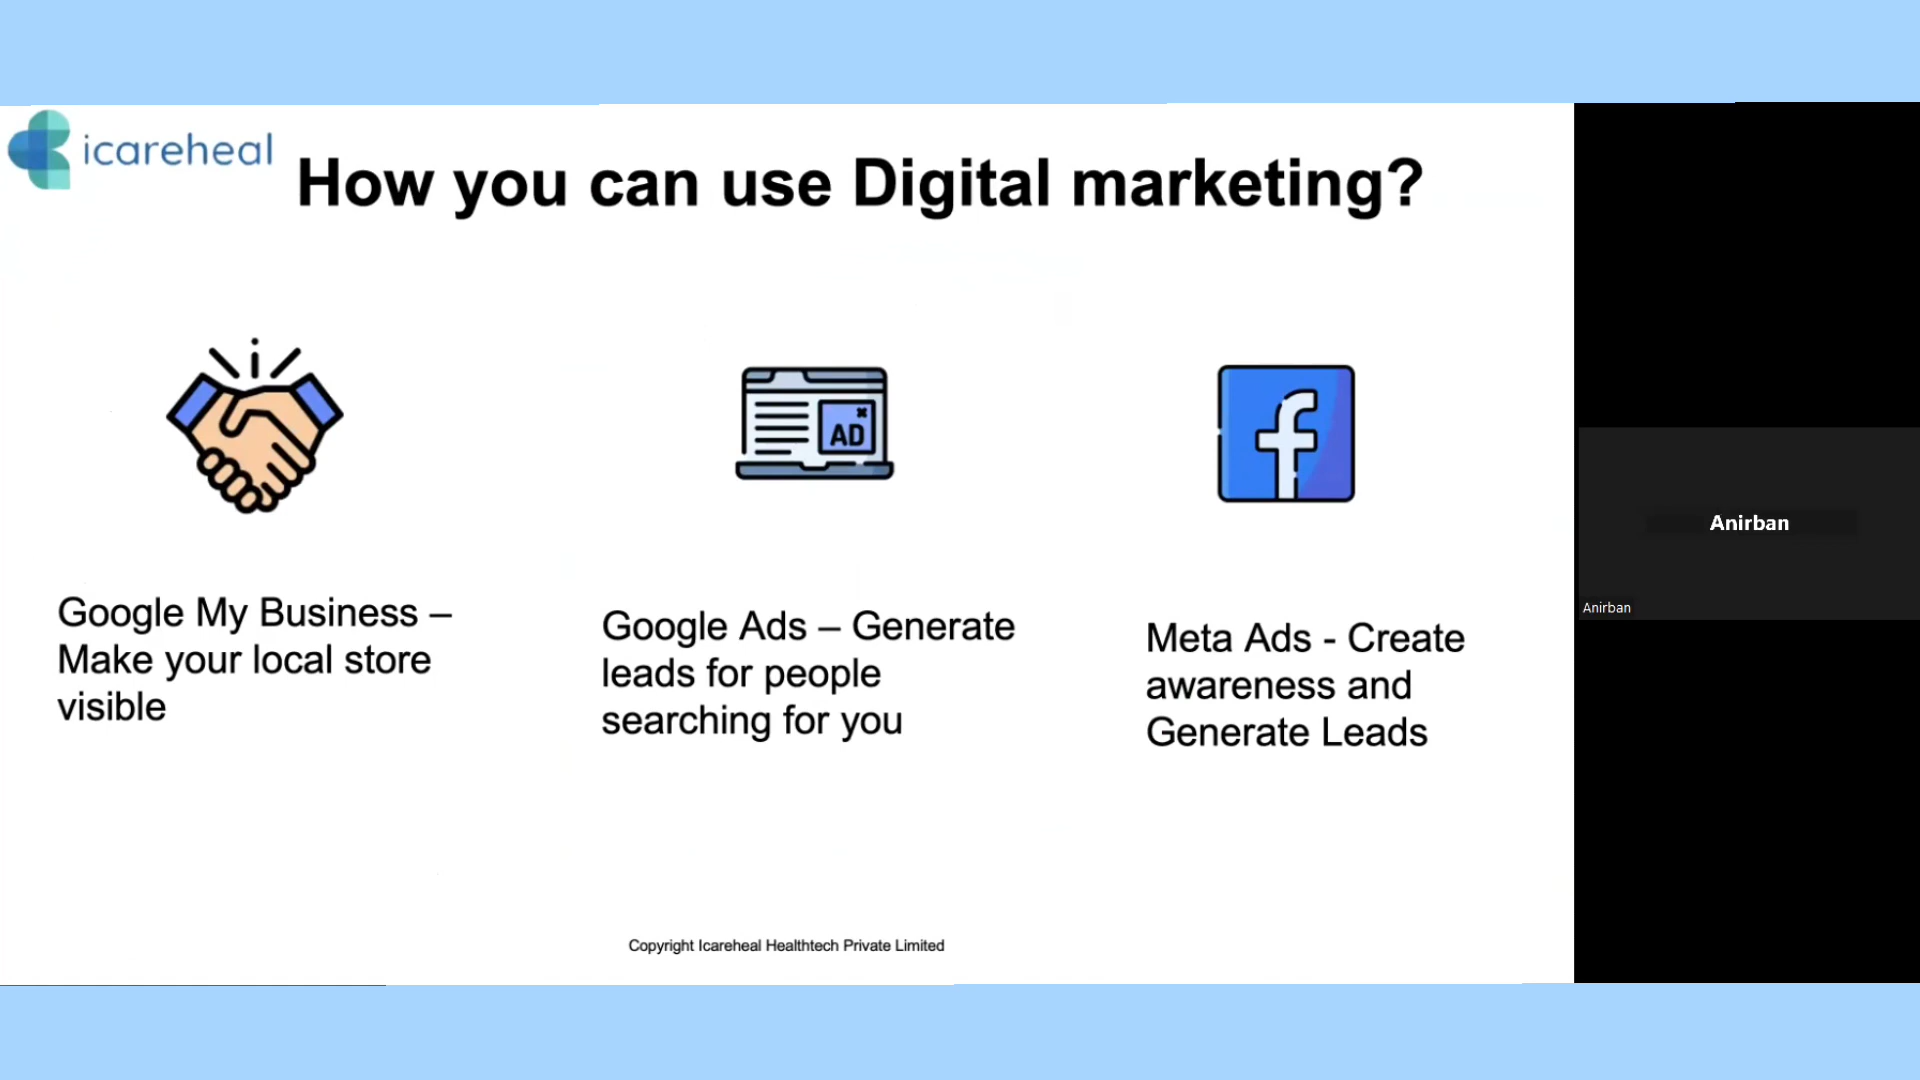 icareheal
How you can use Digital marketing?
AD
f
Google My Business –
Make your local store
visible
Google Ads – Generate
leads for people
searching for you
Meta Ads - Create
awareness and
Generate Leads
Anirban
Anirban
Copyright Icareheal Healthtech Private Limited